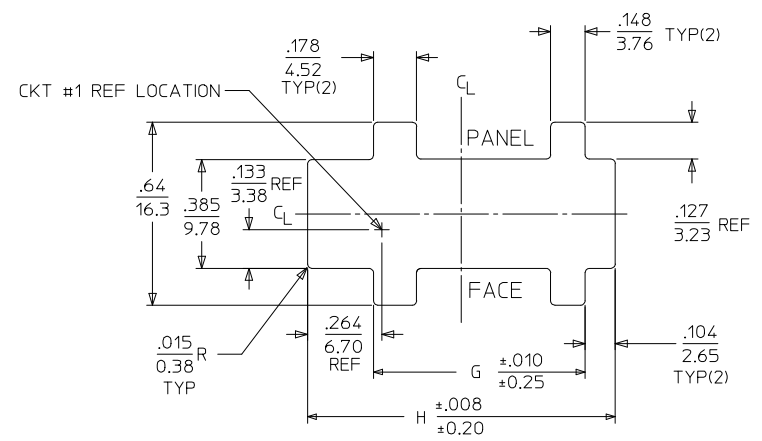 .148
3.76 TYP(2)
.178
4.52
TYP(2)
CL
CKT #1 REF LOCATION
PANEL
.133
3.38 REF
.64
16.3
.385
9.78
CL
.127
3.23 REF
FACE
.264
6.70
REF
.015
0.38 R
TYP
.104
2.65
TYP(2)
G ±.010
±0.25
H ±.008
±0.20